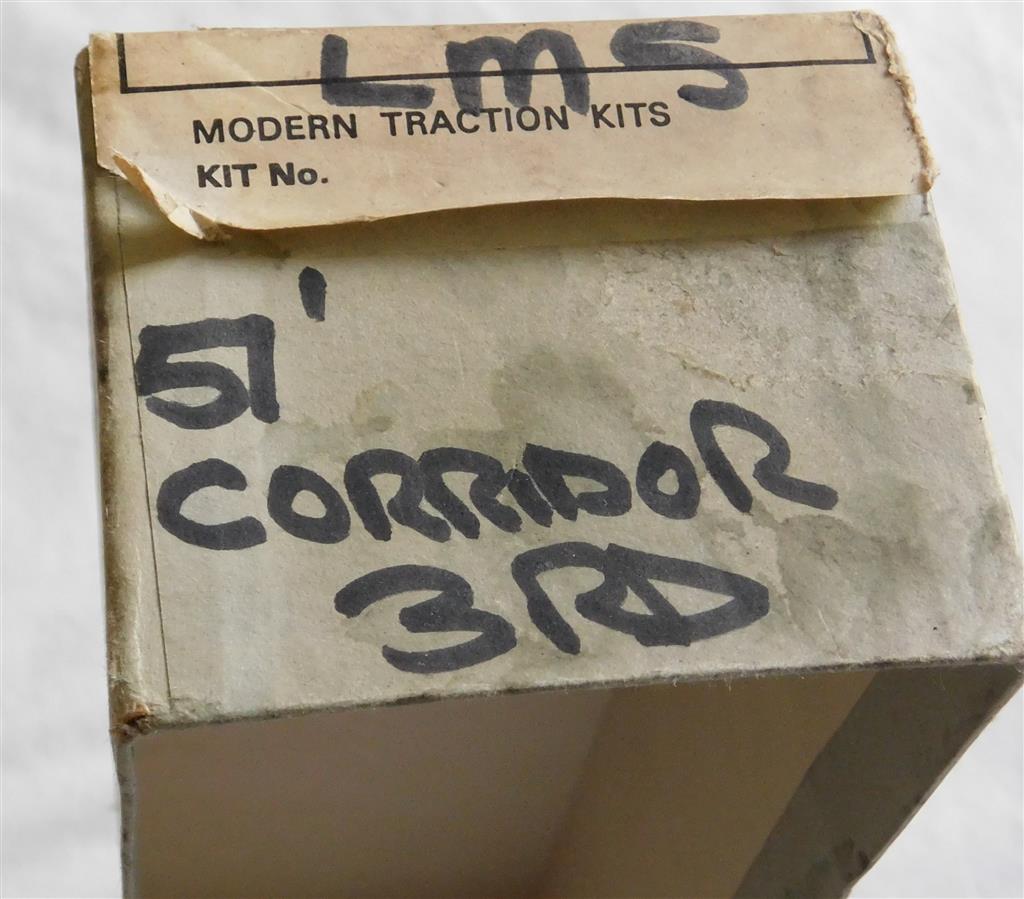 LMS
MODERN TRACTION KITS
KIT No.
51'
CORRIDOR
3RD